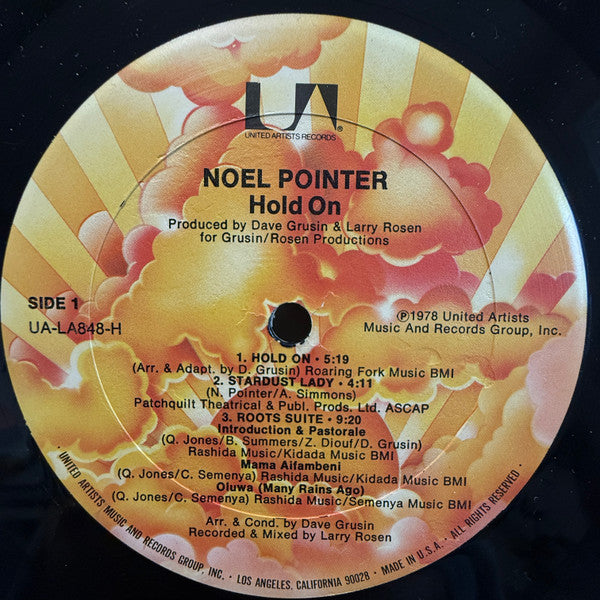 UA®
UNITED ARTISTS RECORDS
NOEL POINTER
Hold On
Produced by Dave Grusin & Larry Rosen
for Grusin/Rosen Productions
SIDE 1
UA-LA848-H
℗1978 United Artists
Music And Records Group, Inc.
1. HOLD ON • 5:19
(Arr. & Adapt. by D. Grusin) Roaring Fork Music BMI
2. STARDUST LADY • 4:11
(N. Pointer/A. Simmons)
Patchquilt Theatrical & Publ. Prods. Ltd. ASCAP
3. ROOTS SUITE • 9:20
Introduction & Pastorale
(Q. Jones/B. Summers/Z. Diouf/D. Grusin)
Rashida Music/Kidada Music BMI
Mama Aifambeni
(Q. Jones/C. Semenya) Rashida Music/Kidada Music BMI
Oluwa (Many Rains Ago)
(Q. Jones/C. Semenya) Rashida Music/Semenya Music BMI
Arr. & Cond. by Dave Grusin
Recorded & Mixed by Larry Rosen
• UNITED ARTISTS MUSIC AND RECORDS GROUP, INC. • LOS ANGELES, CALIFORNIA 90028 • MADE IN U.S.A. • ALL RIGHTS RESERVED •